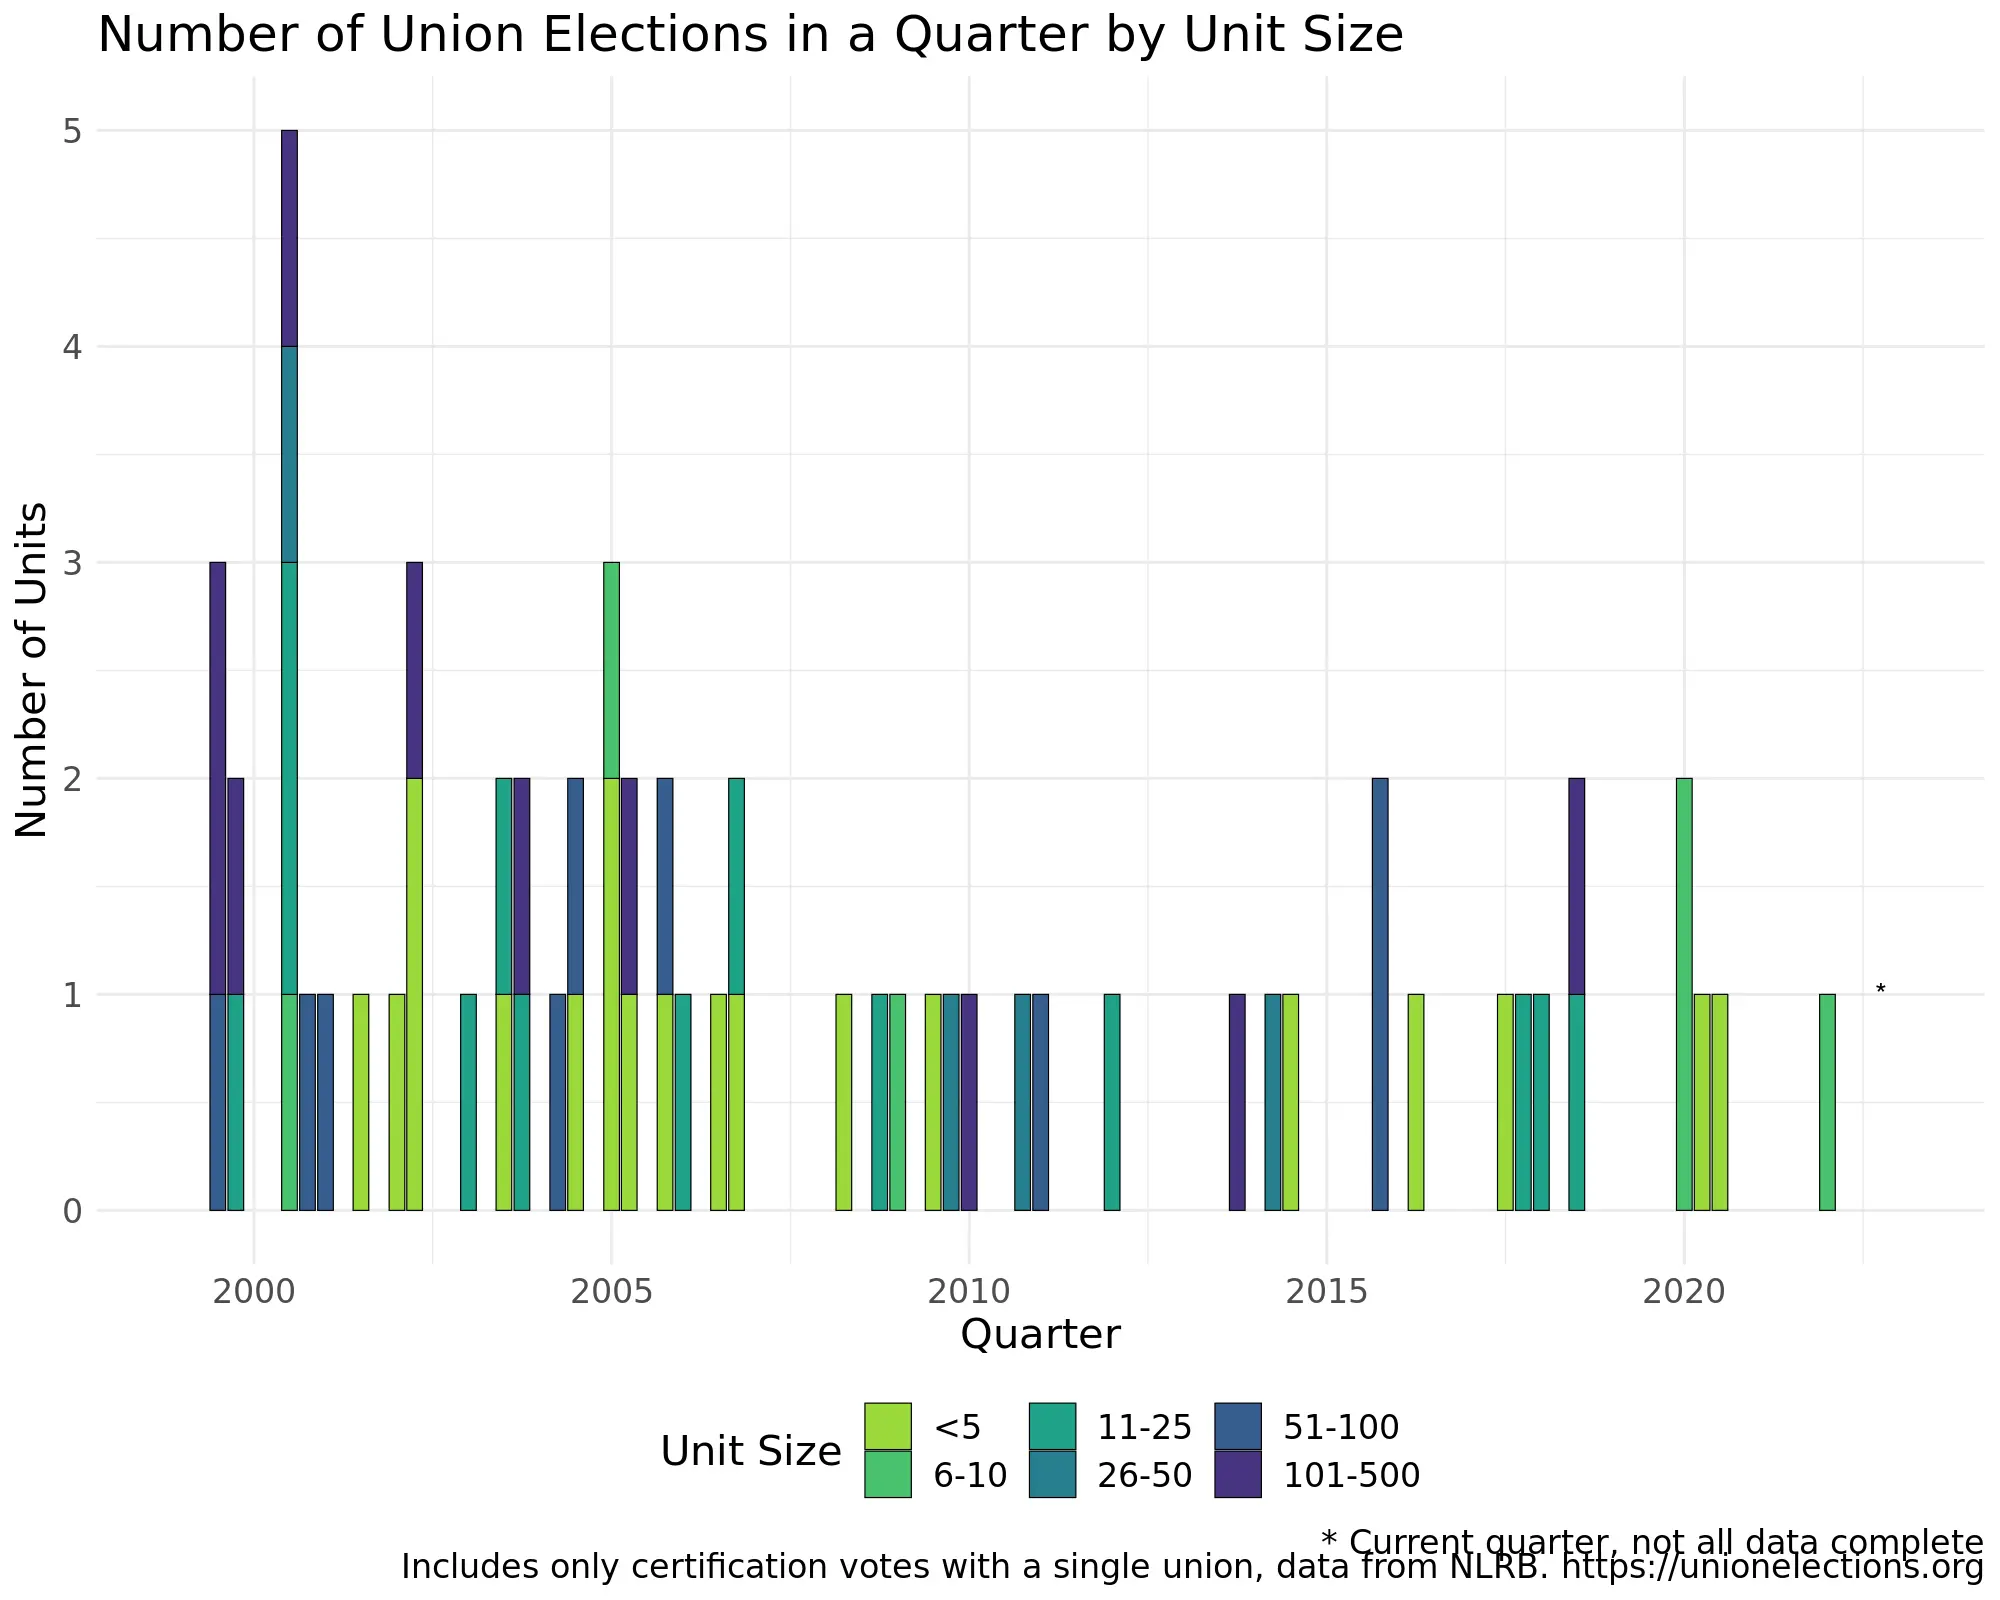 Number of Union Elections in a Quarter by Unit Size
Number of Units
5
4
3
2
1
0
*
2000 2005 2010 2015 2020
Quarter
Unit Size
<5 11-25 51-100
6-10 26-50 101-500
* Current quarter, not all data complete
Includes only certification votes with a single union, data from NLRB. https://unionelections.org